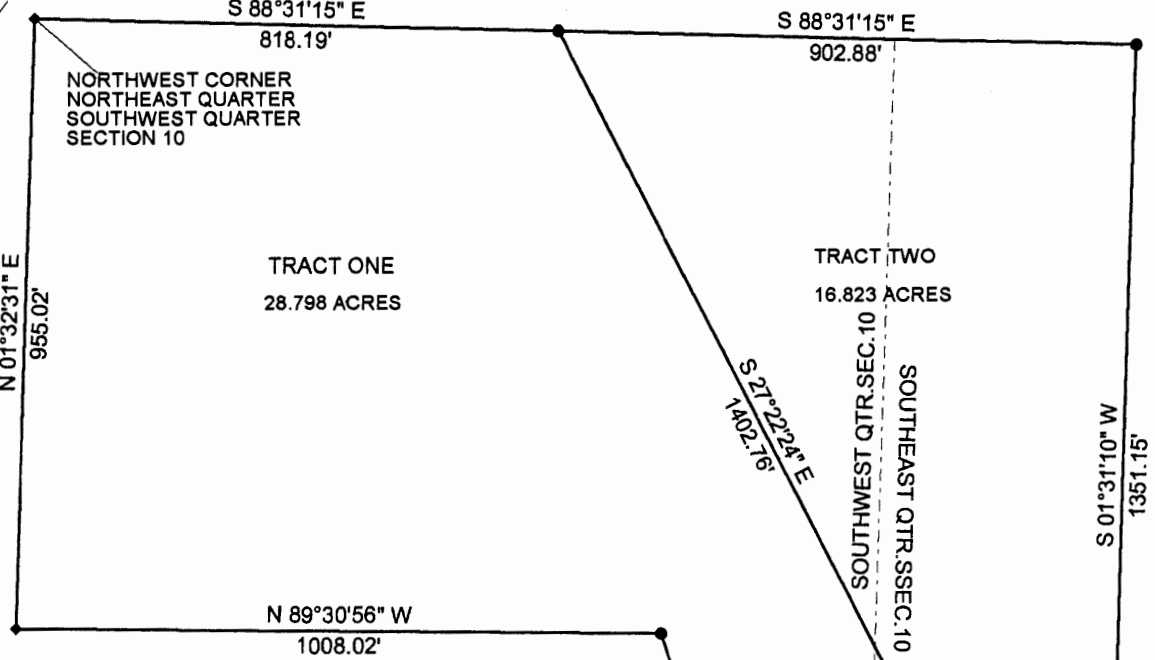 S 88°31'15" E
818.19'
S 88°31'15" E
902.88'
NORTHWEST CORNER
NORTHEAST QUARTER
SOUTHWEST QUARTER
SECTION 10
N 01°32'31" E
955.02'
TRACT ONE
28.798 ACRES
TRACT TWO
16.823 ACRES
S 27°22'24" E
1402.76'
SOUTHWEST QTR.SEC.10
SOUTHEAST QTR.SSEC.10
S 01°31'10" W
1351.15'
N 89°30'56" W
1008.02'